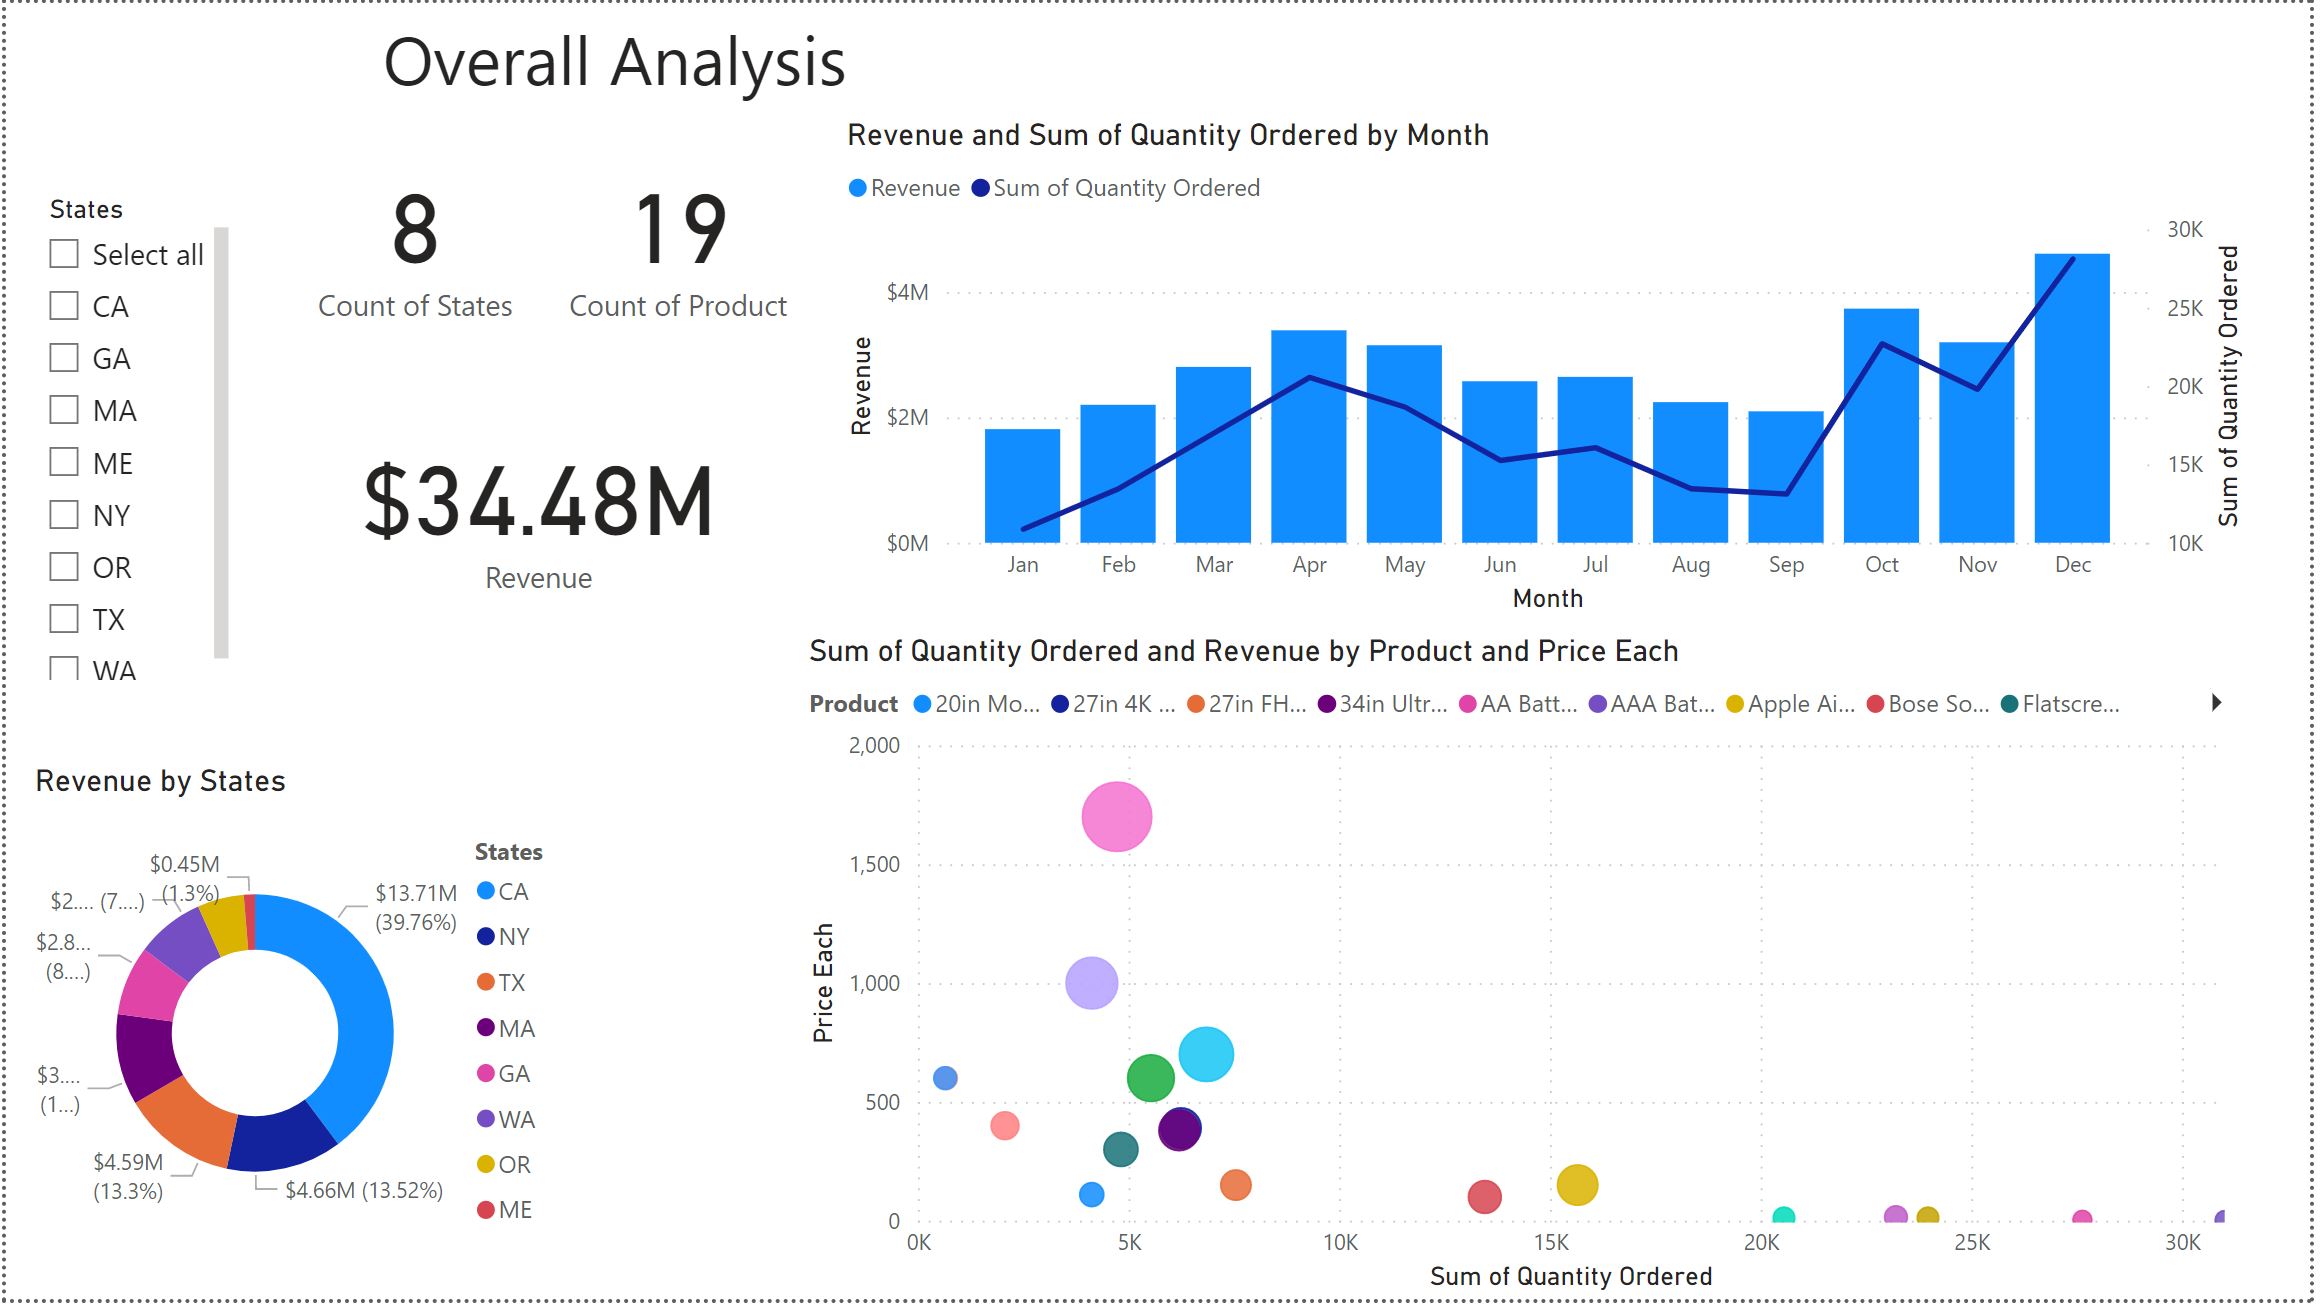 Overall Analysis
States
Select all
CA
GA
MA
ME
NY
OR
TX
WA
8
Count of States
19
Count of Product
$34.48M
Revenue
Revenue and Sum of Quantity Ordered by Month
Revenue Sum of Quantity Ordered
Revenue
$4M
$2M
$0M
30K
25K
20K
15K
10K
Sum of Quantity Ordered
Jan Feb Mar Apr May Jun Jul Aug Sep Oct Nov Dec
Month
Revenue by States
$0.45M
(1.3%)
$2.... (7....)
$2.8...
(8....)
$3....
(1...)
$4.59M
(13.3%)
$4.66M (13.52%)
$13.71M
(39.76%)
States
CA
NY
TX
MA
GA
WA
OR
ME
Sum of Quantity Ordered and Revenue by Product and Price Each
Product 20in Mo... 27in 4K ... 27in FH... 34in Ultr... AA Batt... AAA Bat... Apple Ai... Bose So... Flatscre...
Price Each
2,000
1,500
1,000
500
0
0K 5K 10K 15K 20K 25K 30K
Sum of Quantity Ordered